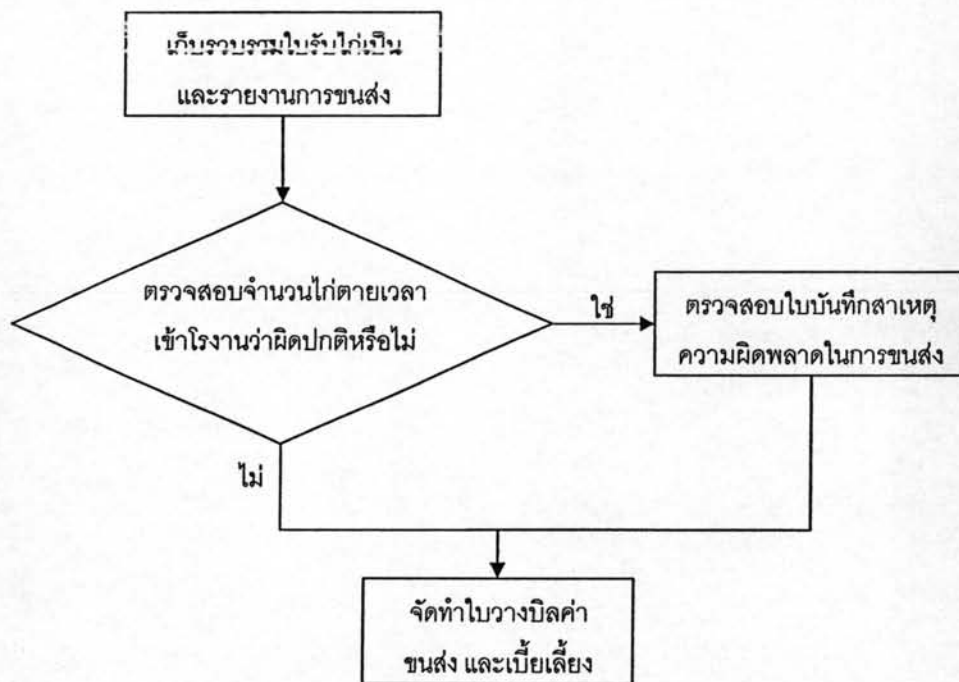 เก็บรวบรวมใบรับไก่เป็น
และรายงานการขนส่ง
ตรวจสอบจำนวนไก่ตายเวลา
เข้าโรงงานว่าผิดปกติหรือไม่
ใช่
ตรวจสอบใบบันทึกสาเหตุ
ความผิดพลาดในการขนส่ง
ไม่
จัดทำใบวางบิลค่า
ขนส่ง และเบี้ยเลี้ยง